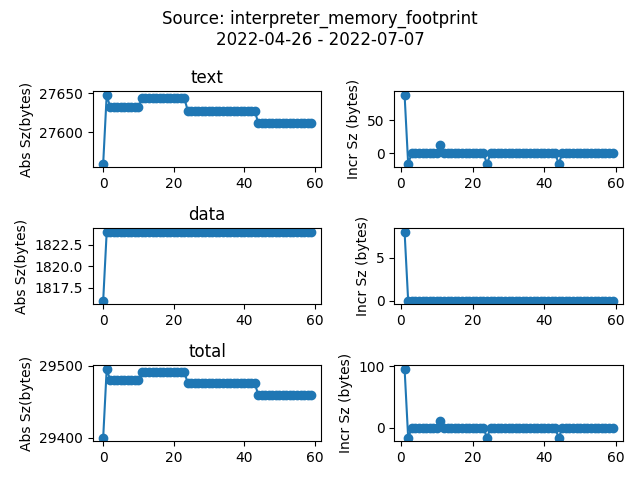 Source: interpreter_memory_footprint
2022-04-26 - 2022-07-07
text
Abs Sz(bytes)
27650
27600
0 20 40 60
Incr Sz (bytes)
50
0
0 20 40 60
data
Abs Sz(bytes)
1822.5
1820.0
1817.5
0 20 40 60
Incr Sz (bytes)
5
0
0 20 40 60
total
Abs Sz(bytes)
29500
29400
0 20 40 60
Incr Sz (bytes)
100
0
0 20 40 60